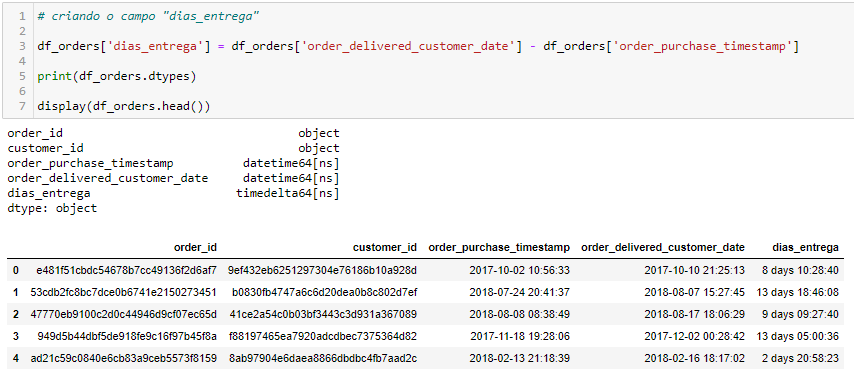 1 # criando o campo "dias_entrega"
2
3 df_orders['dias_entrega'] = df_orders['order_delivered_customer_date'] - df_orders['order_purchase_timestamp']
4
5 print(df_orders.dtypes)
6
7 display(df_orders.head())
order_id object
customer_id object
order_purchase_timestamp datetime64[ns]
order_delivered_customer_date datetime64[ns]
dias_entrega timedelta64[ns]
dtype: object
order_id customer_id order_purchase_timestamp order_delivered_customer_date dias_entrega
0 e481f51cbdc54678b7cc49136f2d6af7 9ef432eb6251297304e76186b10a928d 2017-10-02 10:56:33 2017-10-10 21:25:13 8 days 10:28:40
1 53cdb2fc8bc7dce0b6741e2150273451 b0830fb4747a6c6d20dea0b8c802d7ef 2018-07-24 20:41:37 2018-08-07 15:27:45 13 days 18:46:08
2 47770eb9100c2d0c44946d9cf07ec65d 41ce2a54c0b03bf3443c3d931a367089 2018-08-08 08:38:49 2018-08-17 18:06:29 9 days 09:27:40
3 949d5b44dbf5de918fe9c16f97b45f8a f88197465ea7920adcdbec7375364d82 2017-11-18 19:28:06 2017-12-02 00:28:42 13 days 05:00:36
4 ad21c59c0840e6cb83a9ceb5573f8159 8ab97904e6daea8866dbdbc4fb7aad2c 2018-02-13 21:18:39 2018-02-16 18:17:02 2 days 20:58:23